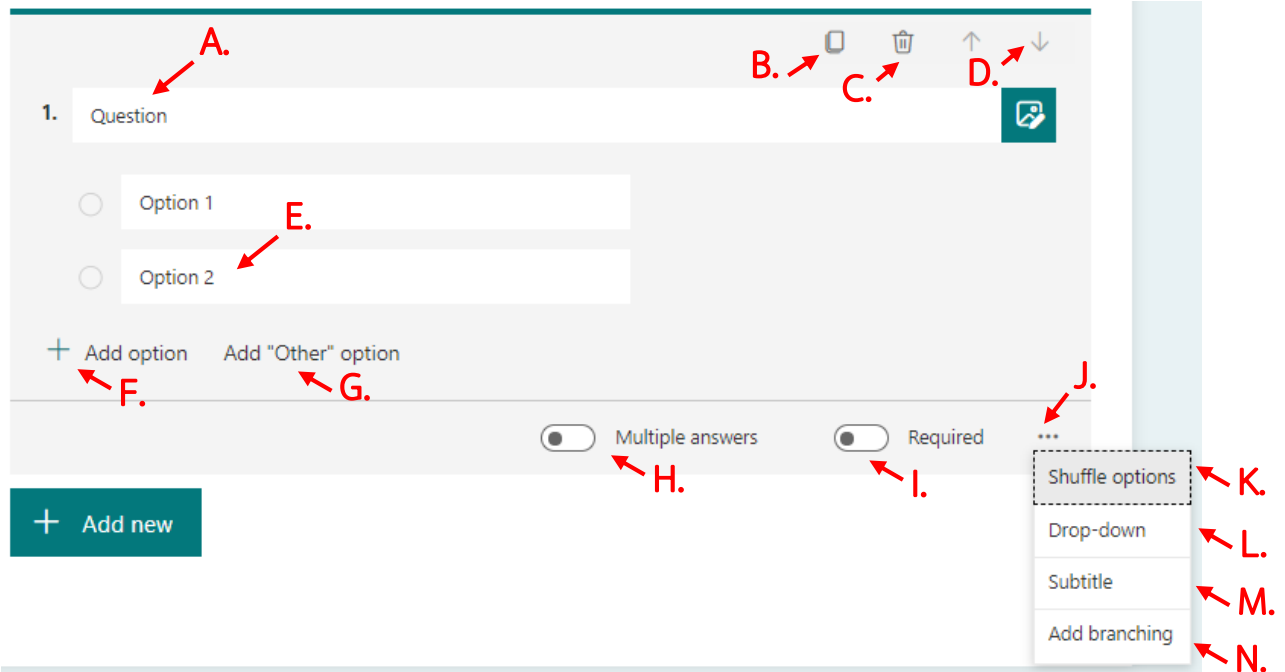 A.
B.
C.
D.
1. Question
Option 1
E.
Option 2
Add option Add "Other" option
F.
G.
J.
Multiple answers Required ...
H.
I.
Shuffle options K.
Add new
Drop-down L.
Subtitle M.
Add branching N.